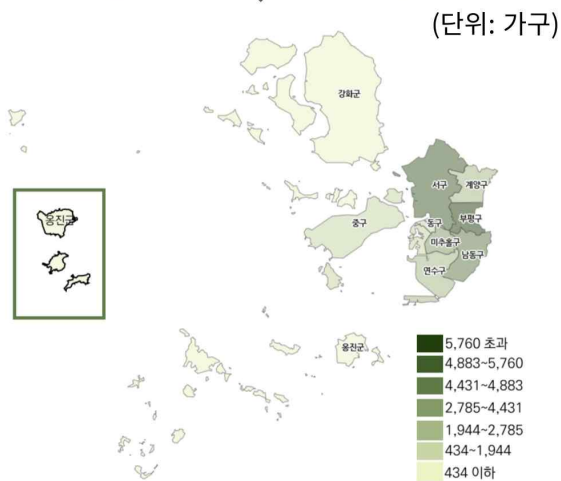 (단위: 가구)
강화군
서구
계양구
옹진군
중구
동구
부평구
미추홀구
남동구
연수구
옹진군
5,760 초과
4,883~5,760
4,431~4,883
2,785~4,431
1,944~2,785
434~1,944
434 이하